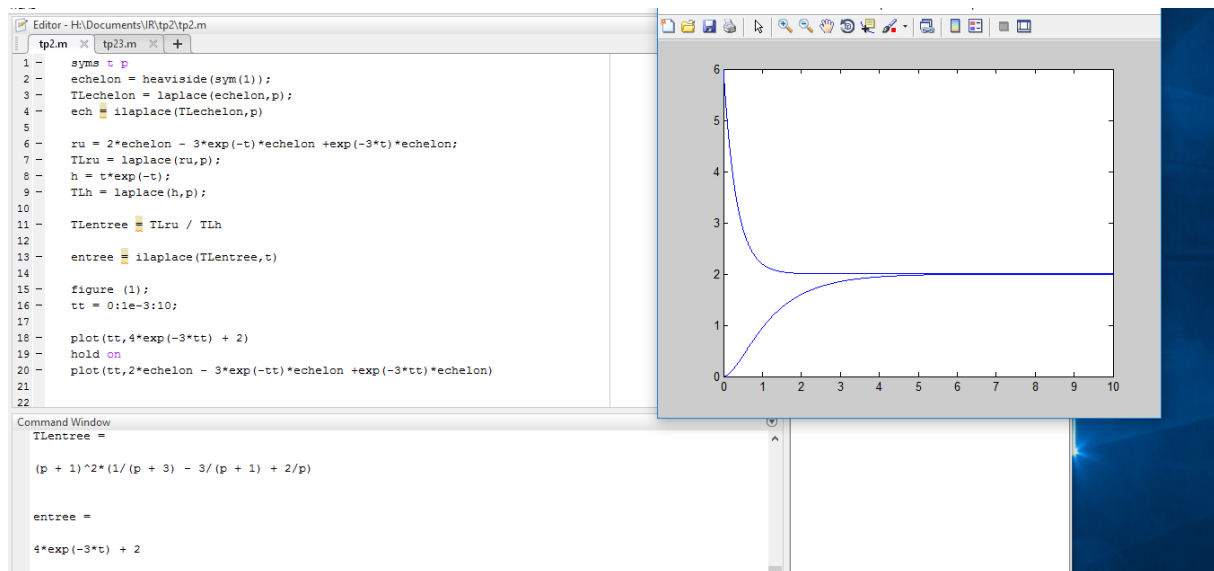 Editor - H:\Documents\IR\tp2\tp2.m
tp2.m × tp23.m × +
1 - syms t p
2 - echelon = heaviside(sym(1));
3 - TLechelon = laplace(echelon,p);
4 - ech = ilaplace(TLechelon,p)
5
6 - ru = 2*echelon - 3*exp(-t)*echelon +exp(-3*t)*echelon;
7 - TLru = laplace(ru,p);
8 - h = t*exp(-t);
9 - TLh = laplace(h,p);
10
11 - TLentree = TLru / TLh
12
13 - entree = ilaplace(TLentree,t)
14
15 - figure (1);
16 - tt = 0:1e-3:10;
17
18 - plot(tt,4*exp(-3*tt) + 2)
19 - hold on
20 - plot(tt,2*echelon - 3*exp(-tt)*echelon +exp(-3*tt)*echelon)
21
22
Command Window
TLentree =
(p + 1)^2*(1/(p + 3) - 3/(p + 1) + 2/p)
entree =
4*exp(-3*t) + 2
6
5
4
3
2
1
0
0 1 2 3 4 5 6 7 8 9 10